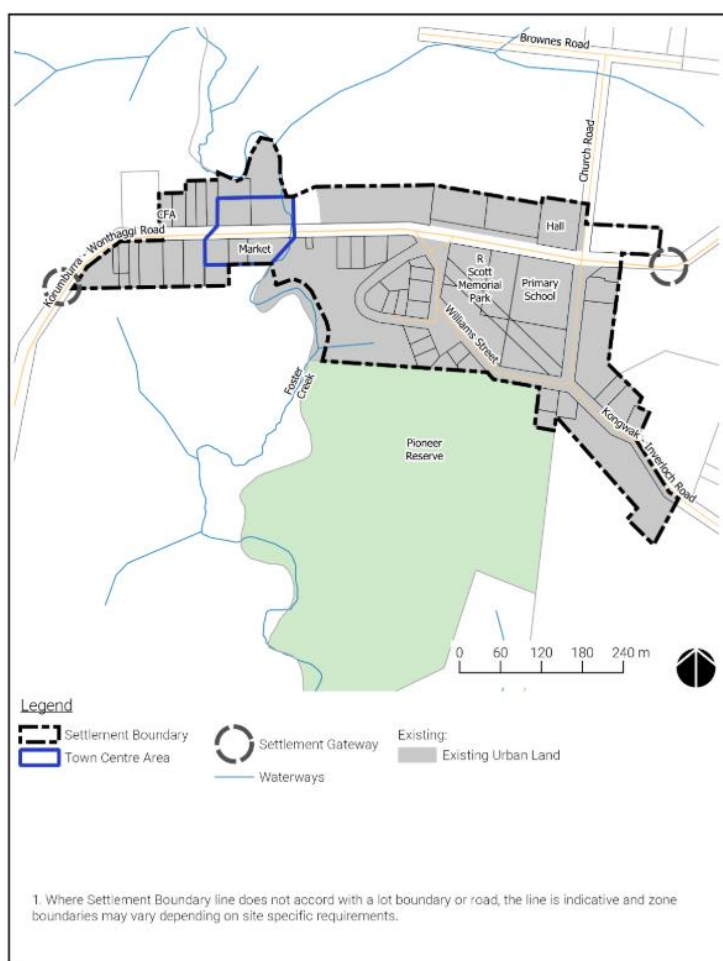 Brownes Road
Church Road
CFA
Korumburra - Wonthaggi Road
Market
Hall
R
Scott
Memorial
Park
Primary
School
Williams Street
Foster
Creek
Kongwak - Inverloch Road
Pioneer
Reserve
0 60 120 180 240 m
Legend
Settlement Boundary
Town Centre Area
Settlement Gateway
Waterways
Existing:
Existing Urban Land
1. Where Settlement Boundary line does not accord with a lot boundary or road, the line is indicative and zone
boundaries may vary depending on site specific requirements.